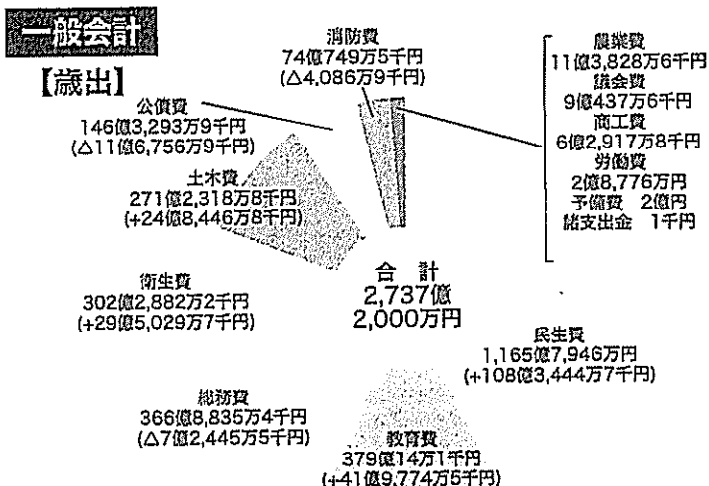 一般会計
【歳出】
消防費
74億749万5千円
(△4,086万9千円)
農業費
11億3,828万6千円
議会費
9億437万6千円
商工費
6億2,917万8千円
労働費
2億8,776万円
予備費 2億円
諸支出金 1千円
公債費
146億3,293万9千円
(△11億6,756万9千円)
土木費
271億2,318万8千円
(+24億8,446万8千円)
衛生費
302億2,882万2千円
(+29億5,029万7千円)
合計
2,737億
2,000万円
民生費
1,165億7,946万円
(+108億3,444万7千円)
総務費
366億8,835万4千円
(△7億2,445万5千円)
教育費
379億14万1千円
(+41億9,774万5千円)